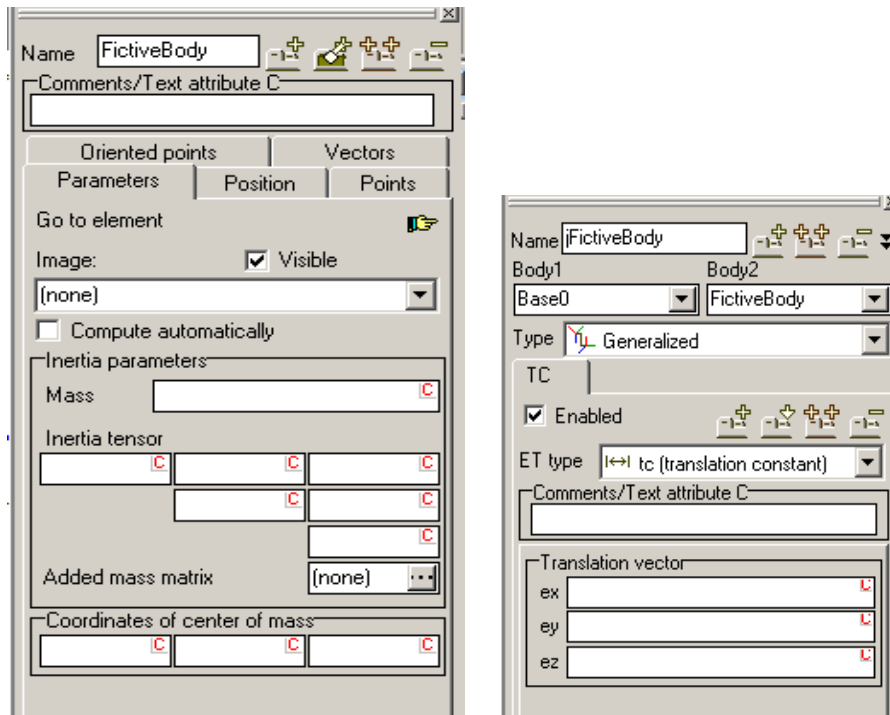 Name FictiveBody
Comments/Text attribute C
Oriented points Vectors
Parameters Position Points
Go to element
Image: Visible
(none)
Compute automatically
Inertia parameters
Mass C
Inertia tensor
C C C
C C
C
Added mass matrix (none) ...
Coordinates of center of mass
C C C
Name jFictiveBody
Body1 Body2
Base0 FictiveBody
Type Generalized
TC
Enabled
ET type tc (translation constant)
Comments/Text attribute C
Translation vector
ex C
ey C
ez C